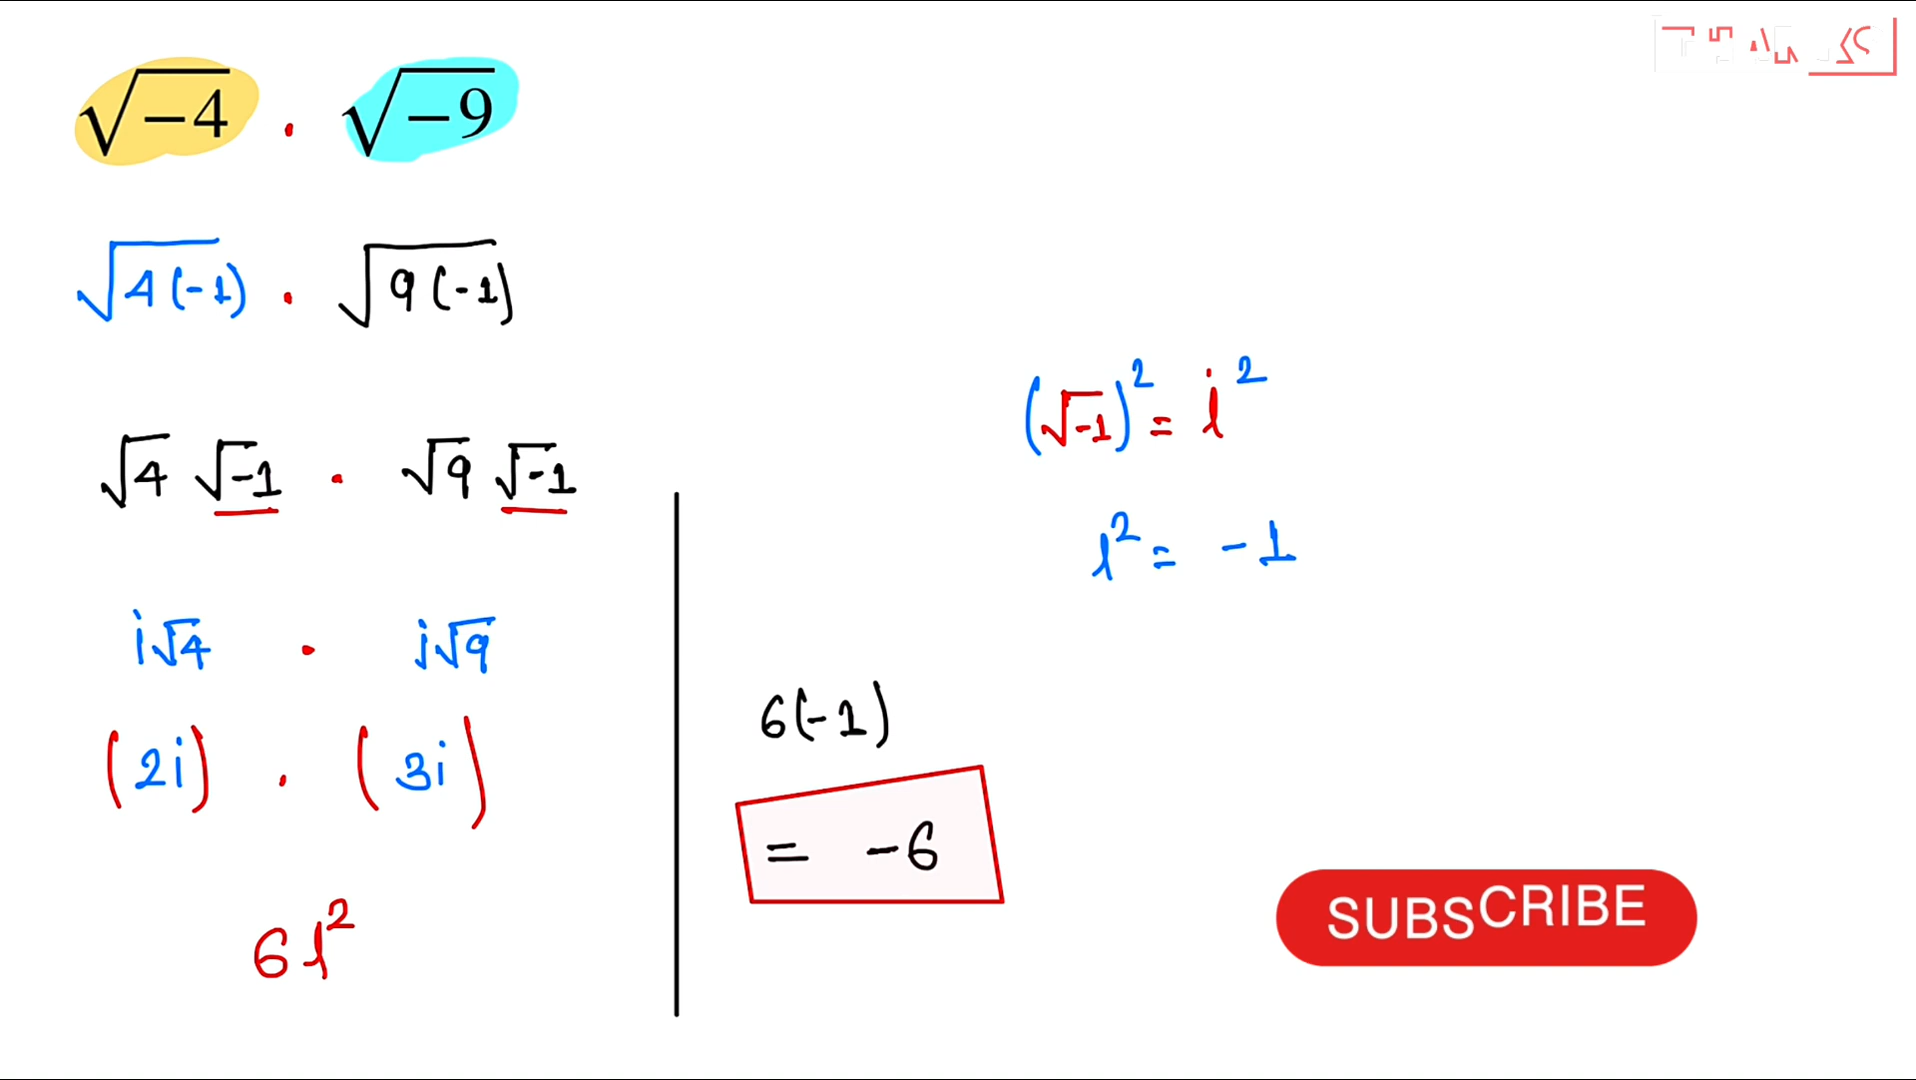 √-4 · √-9
√4(-1) · √9(-1)
√4 √-1 · √9 √-1
i√4 · i√9
(2i) · (3i)
6i²
(√-1)² = i²
i² = -1
6(-1)
= -6
SUBSCRIBE